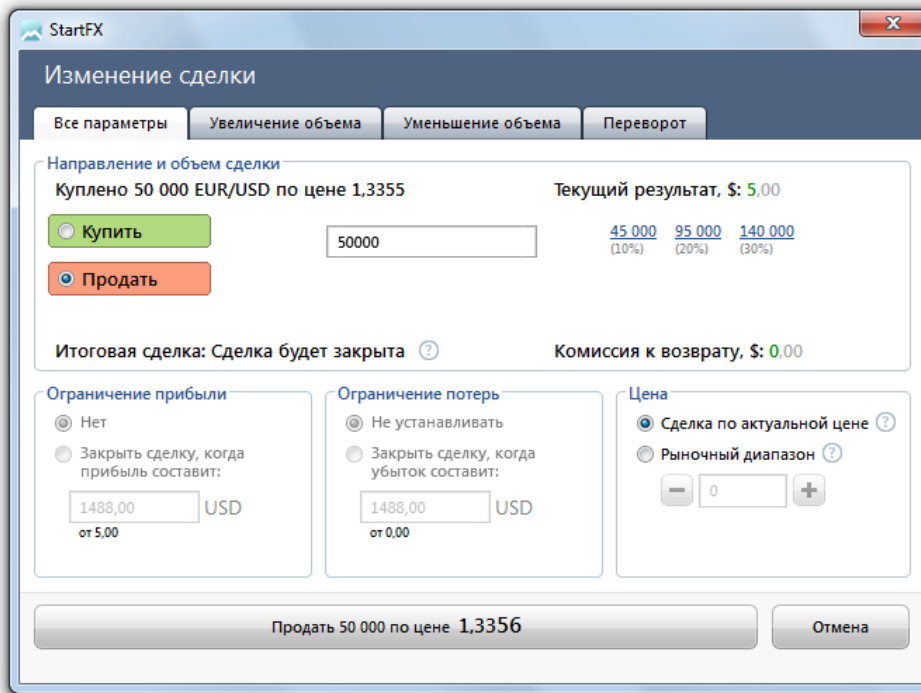 StartFX
Изменение сделки
Все параметры Увеличение объема Уменьшение объема Переворот
Направление и объем сделки
Куплено 50 000 EUR/USD по цене 1,3355 Текущий результат, $: 5,00
Купить 50000 45 000 95 000 140 000
(10%) (20%) (30%)
Продать
Итоговая сделка: Сделка будет закрыта ? Комиссия к возврату, $: 0,00
Ограничение прибыли Ограничение потерь Цена
Нет Не устанавливать Сделка по актуальной цене ?
Закрыть сделку, когда Закрыть сделку, когда Рыночный диапазон ?
прибыль составит: убыток составит:
1488,00 USD 1488,00 USD 0
от 5,00 от 0,00
Продать 50 000 по цене 1,3356 Отмена